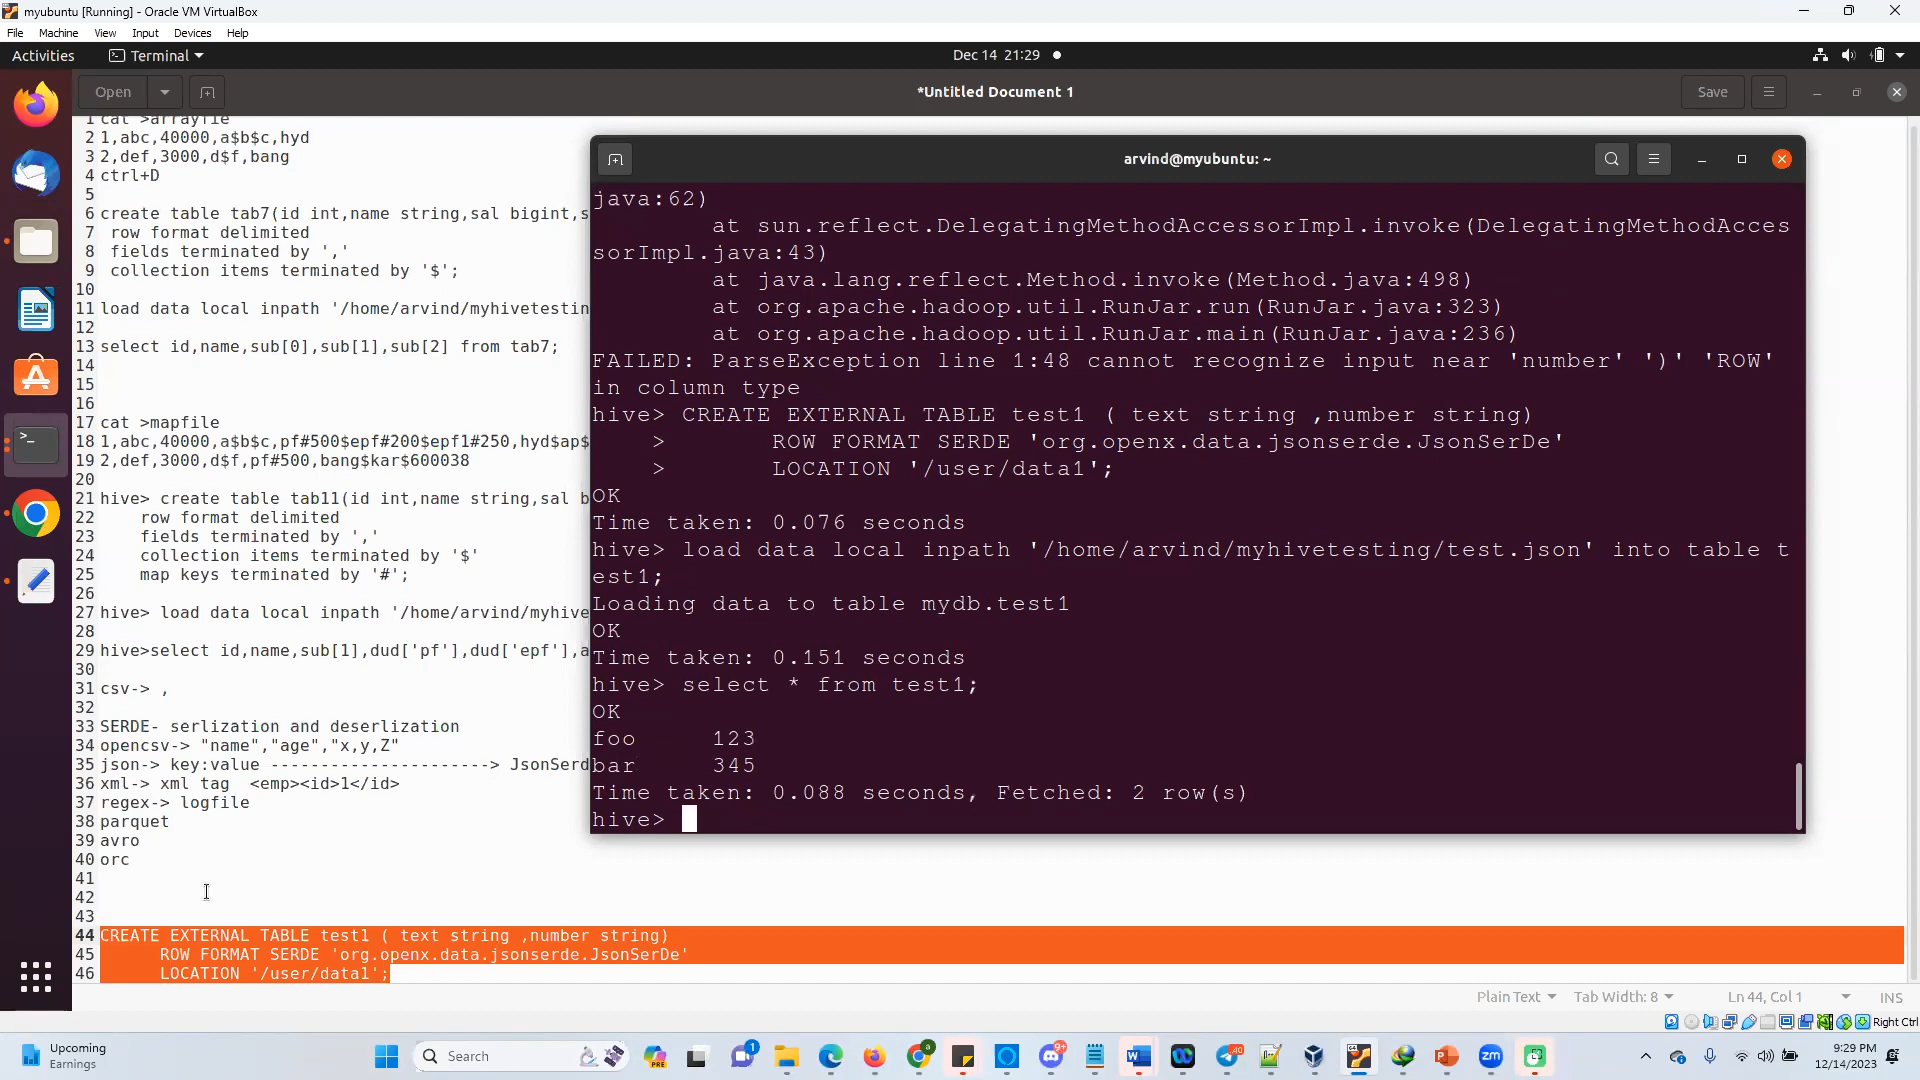 myubuntu [Running] - Oracle VM VirtualBox
File Machine View Input Devices Help
Activities Terminal Dec 14 21:29
Open *Untitled Document 1 Save
1 cat >arrayfie
2 1,abc,40000,a$b$c,hyd
3 2,def,3000,d$f,bang
4 ctrl+D
5
6 create table tab7(id int,name string,sal bigint,s
7 row format delimited
8 fields terminated by ','
9 collection items terminated by '$';
10
11 load data local inpath '/home/arvind/myhivetestin
12
13 select id,name,sub[0],sub[1],sub[2] from tab7;
14
15
16
17 cat >mapfile
18 1,abc,40000,a$b$c,pf#500$epf#200$epf1#250,hyd$ap$
19 2,def,3000,d$f,pf#500,bang$kar$600038
20
21 hive> create table tab11(id int,name string,sal b
22 row format delimited
23 fields terminated by ','
24 collection items terminated by '$'
25 map keys terminated by '#';
26
27 hive> load data local inpath '/home/arvind/myhive
28
29 hive>select id,name,sub[1],dud['pf'],dud['epf'],a
30
31 csv-> ,
32
33 SERDE- serlization and deserlization
34 opencsv-> "name","age","x,y,Z"
35 json-> key:value ----------------------> JsonSerd
36 xml-> xml tag <emp><id>1</id>
37 regex-> logfile
38 parquet
39 avro
40 orc
41
42
43
44 CREATE EXTERNAL TABLE test1 ( text string ,number string)
45 ROW FORMAT SERDE 'org.openx.data.jsonserde.JsonSerDe'
46 LOCATION '/user/data1';
arvind@myubuntu: ~
java:62)
at sun.reflect.DelegatingMethodAccessorImpl.invoke(DelegatingMethodAcces
sorImpl.java:43)
at java.lang.reflect.Method.invoke(Method.java:498)
at org.apache.hadoop.util.RunJar.run(RunJar.java:323)
at org.apache.hadoop.util.RunJar.main(RunJar.java:236)
FAILED: ParseException line 1:48 cannot recognize input near 'number' ')' 'ROW'
in column type
hive> CREATE EXTERNAL TABLE test1 ( text string ,number string)
> ROW FORMAT SERDE 'org.openx.data.jsonserde.JsonSerDe'
> LOCATION '/user/data1';
OK
Time taken: 0.076 seconds
hive> load data local inpath '/home/arvind/myhivetesting/test.json' into table t
est1;
Loading data to table mydb.test1
OK
Time taken: 0.151 seconds
hive> select * from test1;
OK
foo 123
bar 345
Time taken: 0.088 seconds, Fetched: 2 row(s)
hive>
Plain Text Tab Width: 8 Ln 44, Col 1 INS
Right Ctrl
Upcoming
Earnings
Search
9:29 PM
12/14/2023